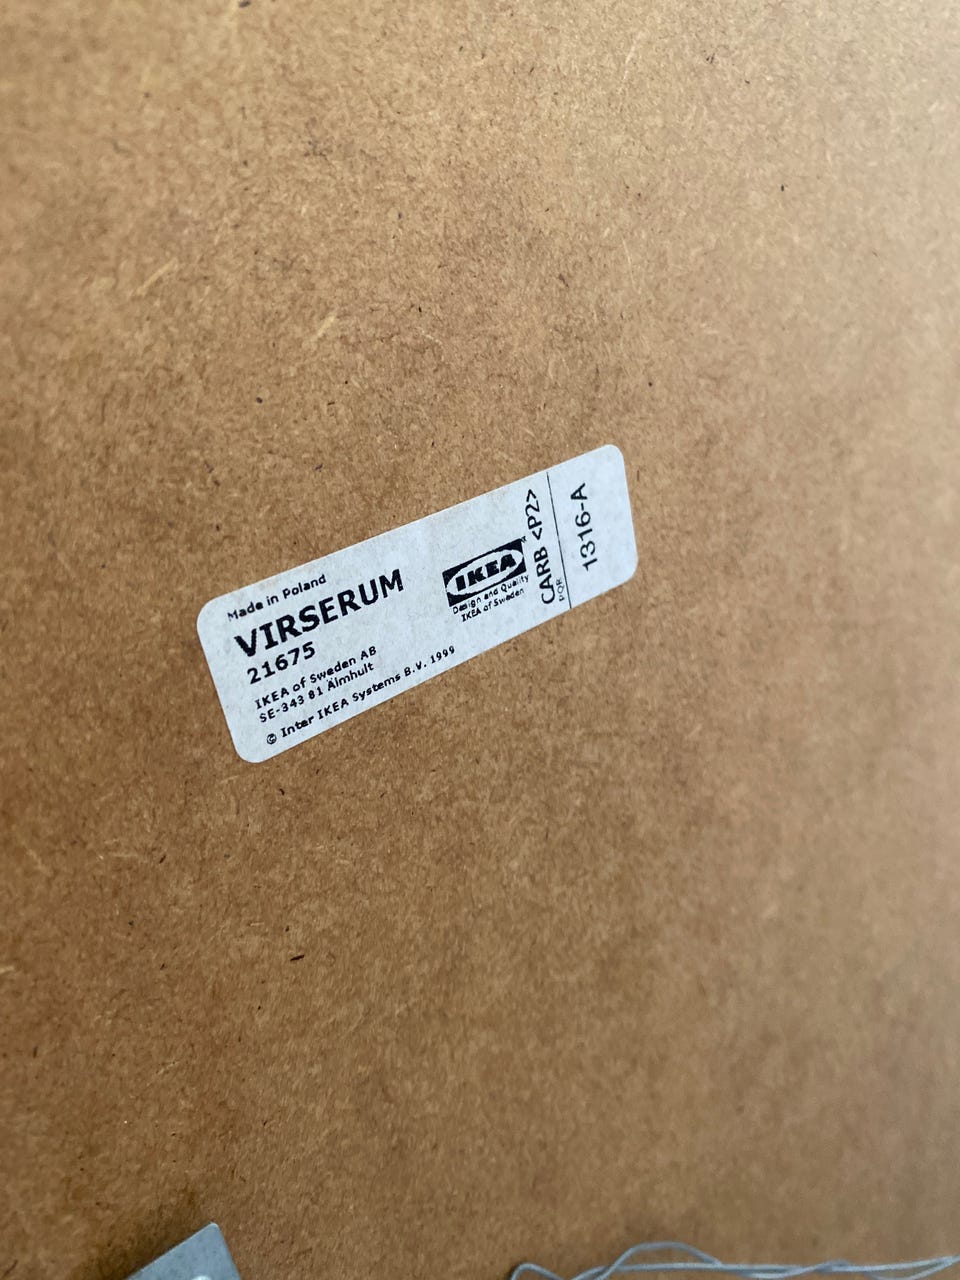 Made in Poland
VIRSERUM
21675
IKEA of Sweden AB
SE-343 81 Älmhult
© Inter IKEA Systems B.V. 1999
IKEA®
Design and Quality
IKEA of Sweden
CARB <P2>
PQR
1316-A